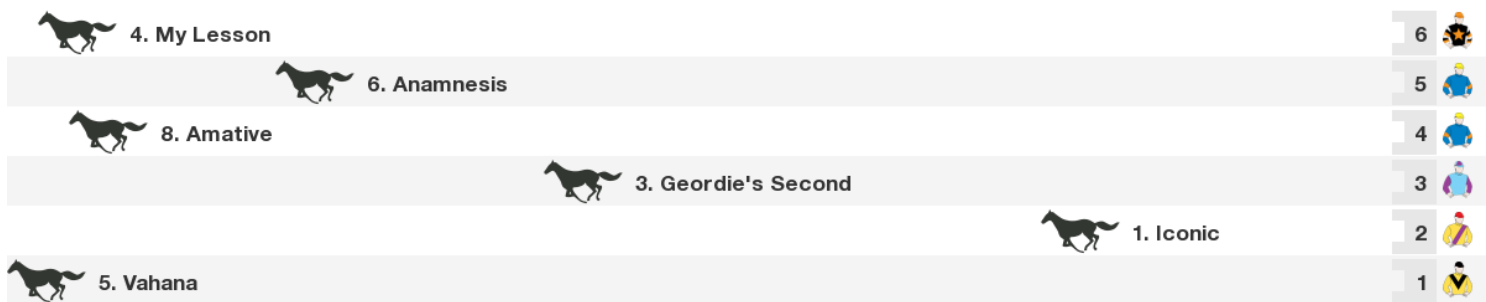 4. My Lesson 6
6. Anamnesis 5
8. Amative 4
3. Geordie's Second 3
1. Iconic 2
5. Vahana 1